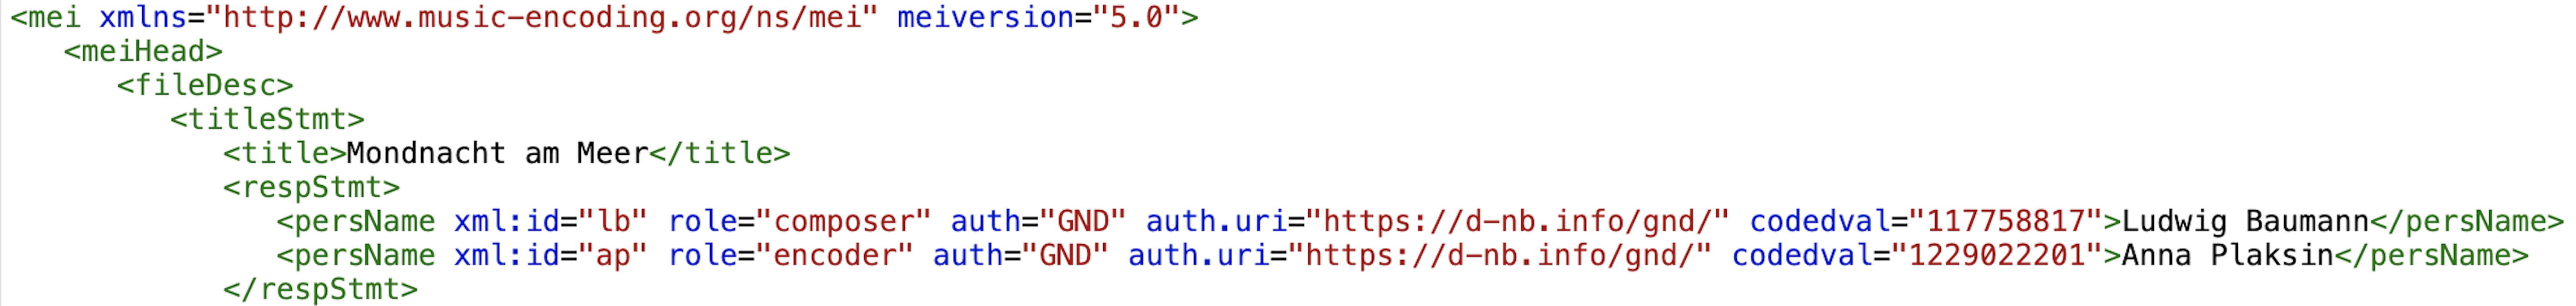 <mei xmlns="http://www.music-encoding.org/ns/mei" meiversion="5.0">
<meiHead>
<fileDesc>
<titleStmt>
<title>Mondnacht am Meer</title>
<respStmt>
<persName xml:id="lb" role="composer" auth="GND" auth.uri="https://d-nb.info/gnd/" codedval="117758817">Ludwig Baumann</persName>
<persName xml:id="ap" role="encoder" auth="GND" auth.uri="https://d-nb.info/gnd/" codedval="1229022201">Anna Plaksin</persName>
</respStmt>